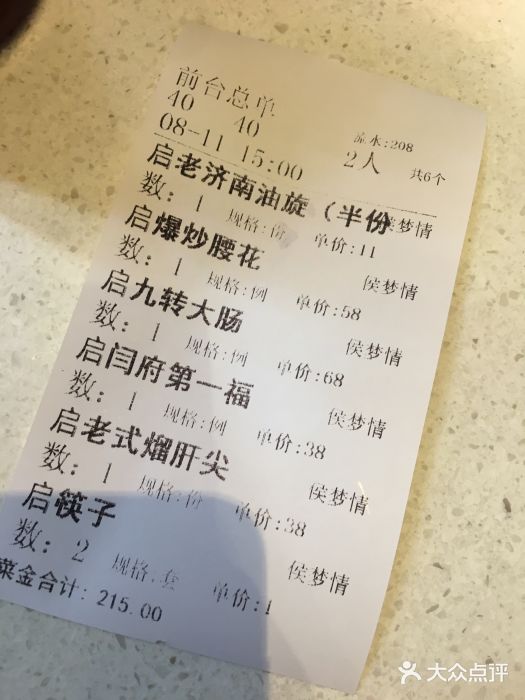 前台总单
40 40 流水:208
08-11 15:00 2人 共6个
启老济南油旋（半份 侯梦情
数: 1 规格:份 单价:11
启爆炒腰花 侯梦情
数: 1 规格:例 单价:58
启九转大肠 侯梦情
数: 1 规格:例 单价:68
启闫府第一福 侯梦情
数: 1 规格:例 单价:38
启老式熘肝尖 侯梦情
数: 1 规格:份 单价:38
启筷子 侯梦情
数: 2 规格:套 单价:1
菜金合计: 215.00
大众点评